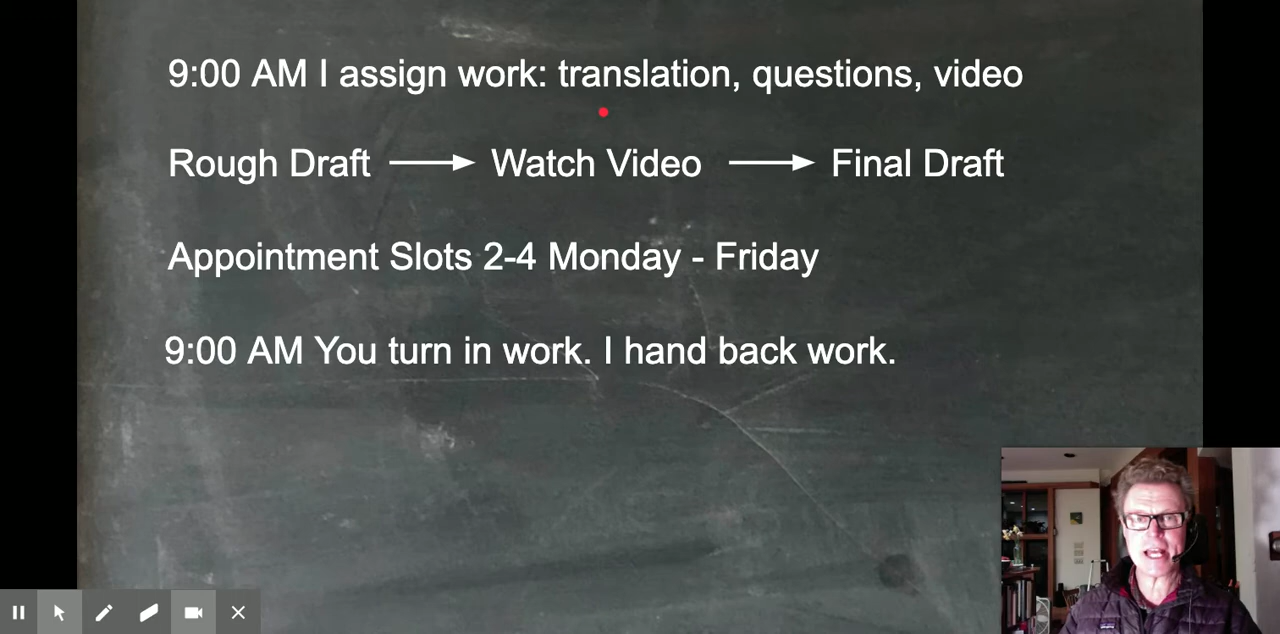 9:00 AM I assign work: translation, questions, video
Rough Draft Watch Video Final Draft
Appointment Slots 2-4 Monday - Friday
9:00 AM You turn in work. I hand back work.